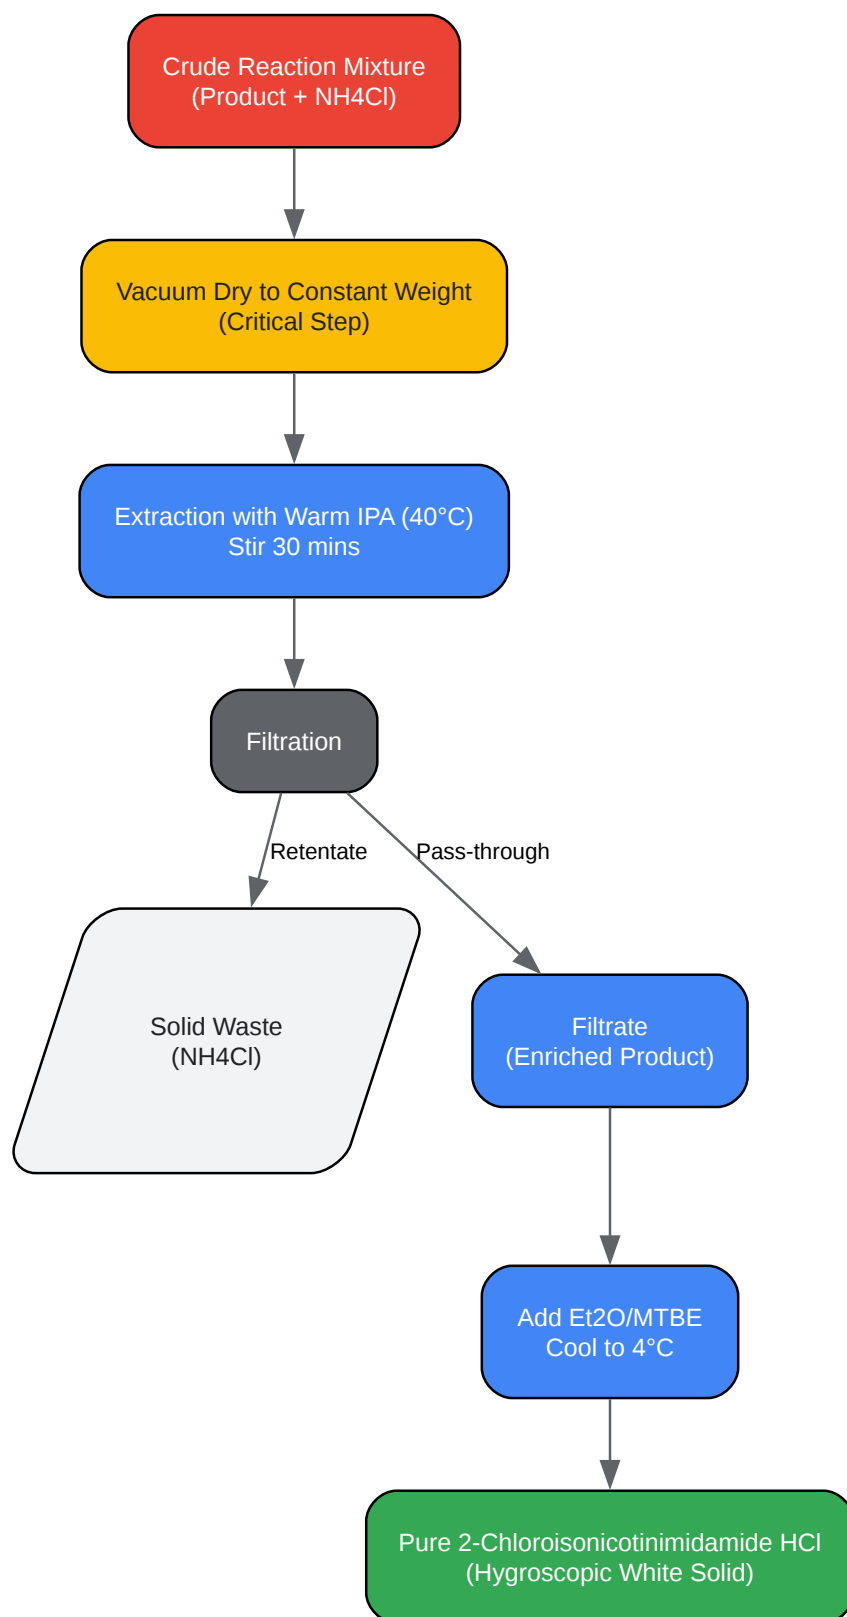 Crude Reaction Mixture
(Product + NH4Cl)
Vacuum Dry to Constant Weight
(Critical Step)
Extraction with Warm IPA (40°C)
Stir 30 mins
Filtration
Retentate
Pass-through
Solid Waste
(NH4Cl)
Filtrate
(Enriched Product)
Add Et2O/MTBE
Cool to 4°C
Pure 2-Chloroisonicotinimidamide HCl
(Hygroscopic White Solid)